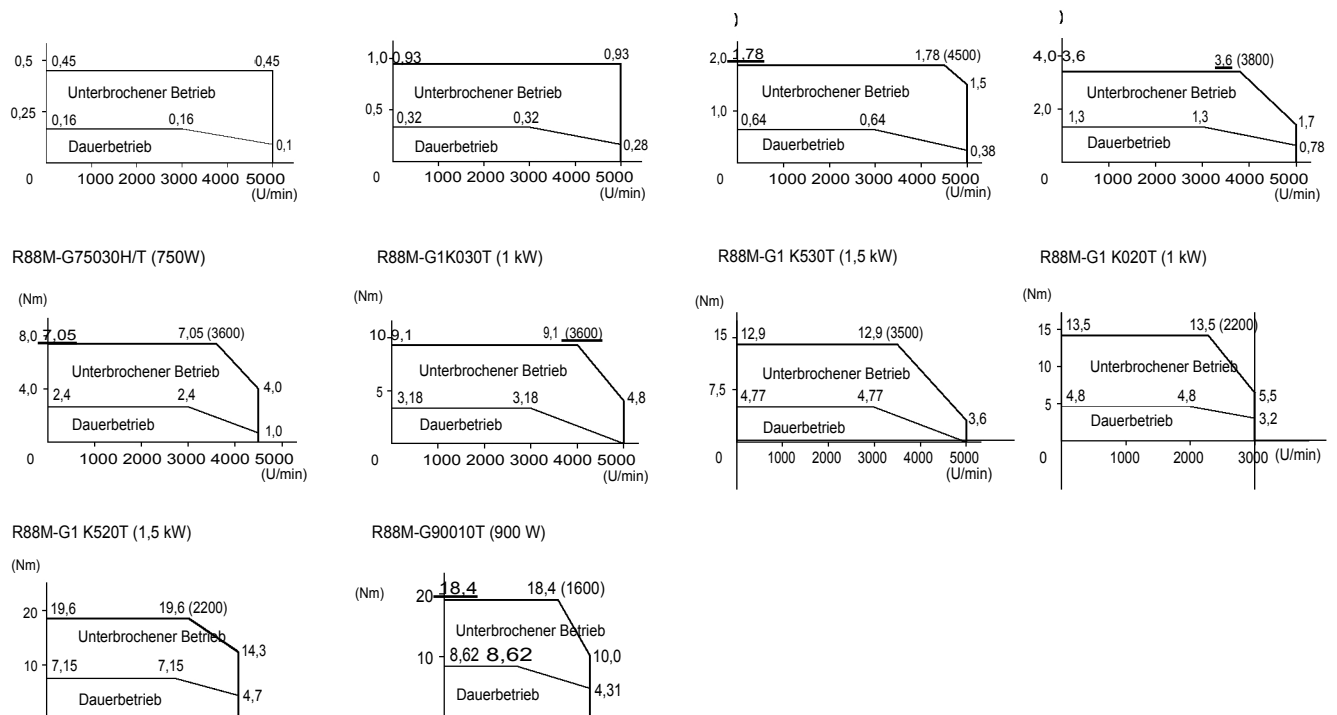 )
)
0,5
0,45
0,45
Unterbrochener Betrieb
0,25
0,16
0,16
Dauerbetrieb
0,1
0
1000 2000 3000 4000 5000
(U/min)
1,0 0,93
0,93
Unterbrochener Betrieb
0,5
0,32
0,32
Dauerbetrieb
0,28
0
1000 2000 3000 4000 5000
(U/min)
2,0
1,78
1,78 (4500)
1,5
Unterbrochener Betrieb
1,0
0,64
0,64
Dauerbetrieb
0,38
0
1000 2000 3000 4000 5000
(U/min)
4,0 3,6
3,6 (3800)
Unterbrochener Betrieb
2,0
1,3
1,3
1,7
Dauerbetrieb
0,78
0
1000 2000 3000 4000 5000
(U/min)
R88M-G75030H/T (750W)
(Nm)
8,0 7,05
7,05 (3600)
Unterbrochener Betrieb
4,0
4,0
2,4
2,4
Dauerbetrieb
1,0
0
1000 2000 3000 4000 5000
(U/min)
R88M-G1K030T (1 kW)
(Nm)
10 9,1
9,1 (3600)
Unterbrochener Betrieb
5
3,18
3,18
4,8
Dauerbetrieb
0
1000 2000 3000 4000 5000
(U/min)
R88M-G1 K530T (1,5 kW)
(Nm)
15
12,9
12,9 (3500)
Unterbrochener Betrieb
7,5
4,77
4,77
3,6
Dauerbetrieb
0
1000 2000 3000 4000 5000
(U/min)
R88M-G1 K020T (1 kW)
(Nm)
15
13,5
13,5 (2200)
10
Unterbrochener Betrieb
5
4,8
4,8
5,5
3,2
Dauerbetrieb
0
1000 2000 3000 (U/min)
R88M-G1 K520T (1,5 kW)
(Nm)
20
19,6
19,6 (2200)
Unterbrochener Betrieb
14,3
10
7,15
7,15
Dauerbetrieb
4,7
R88M-G90010T (900 W)
(Nm)
20 18,4
18,4 (1600)
Unterbrochener Betrieb
10
8,62 8,62
10,0
Dauerbetrieb
4,31